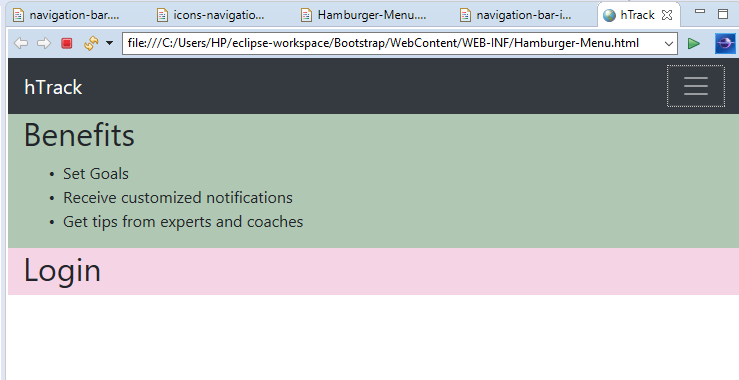 navigation-bar....
icons-navigatio...
Hamburger-Menu....
navigation-bar-i...
hTrack
file:///C:/Users/HP/eclipse-workspace/Bootstrap/WebContent/WEB-INF/Hamburger-Menu.html
hTrack
Benefits
• Set Goals
• Receive customized notifications
• Get tips from experts and coaches
Login